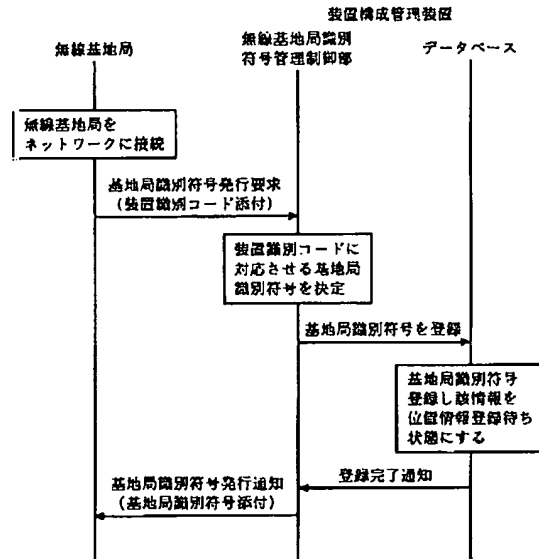 装置構成管理装置
無線基地局
無線基地局識別
符号管理制御部
データベース
無線基地局を
ネットワークに接続
基地局識別符号発行要求
(装置識別コード添付)
装置識別コードに
対応させる基地局
識別符号を決定
基地局識別符号を登録
基地局識別符号
登録し該情報を
位置情報登録待ち
状態にする
登録完了通知
基地局識別符号発行通知
(基地局識別符号添付)